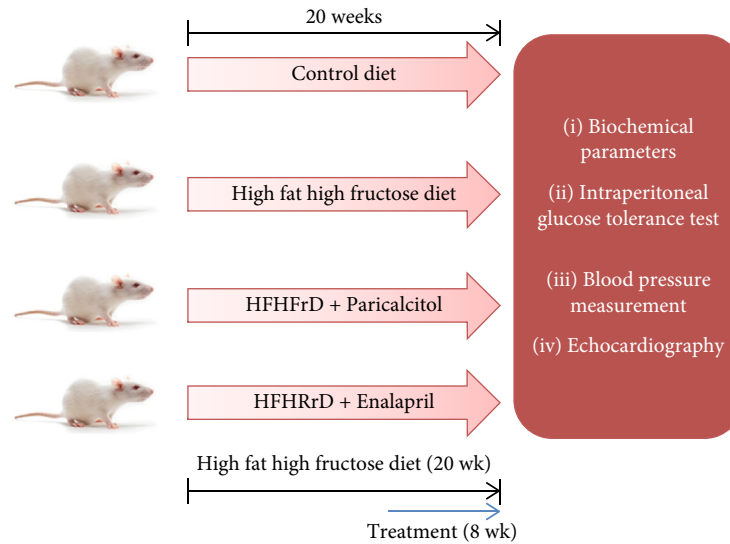 20 weeks
Control diet
High fat high fructose diet
HFHFrD + Paricalcitol
HFHRrD + Enalapril
High fat high fructose diet (20 wk)
Treatment (8 wk)
(i) Biochemical
parameters
(ii) Intraperitoneal
glucose tolerance test
(iii) Blood pressure
measurement
(iv) Echocardiography